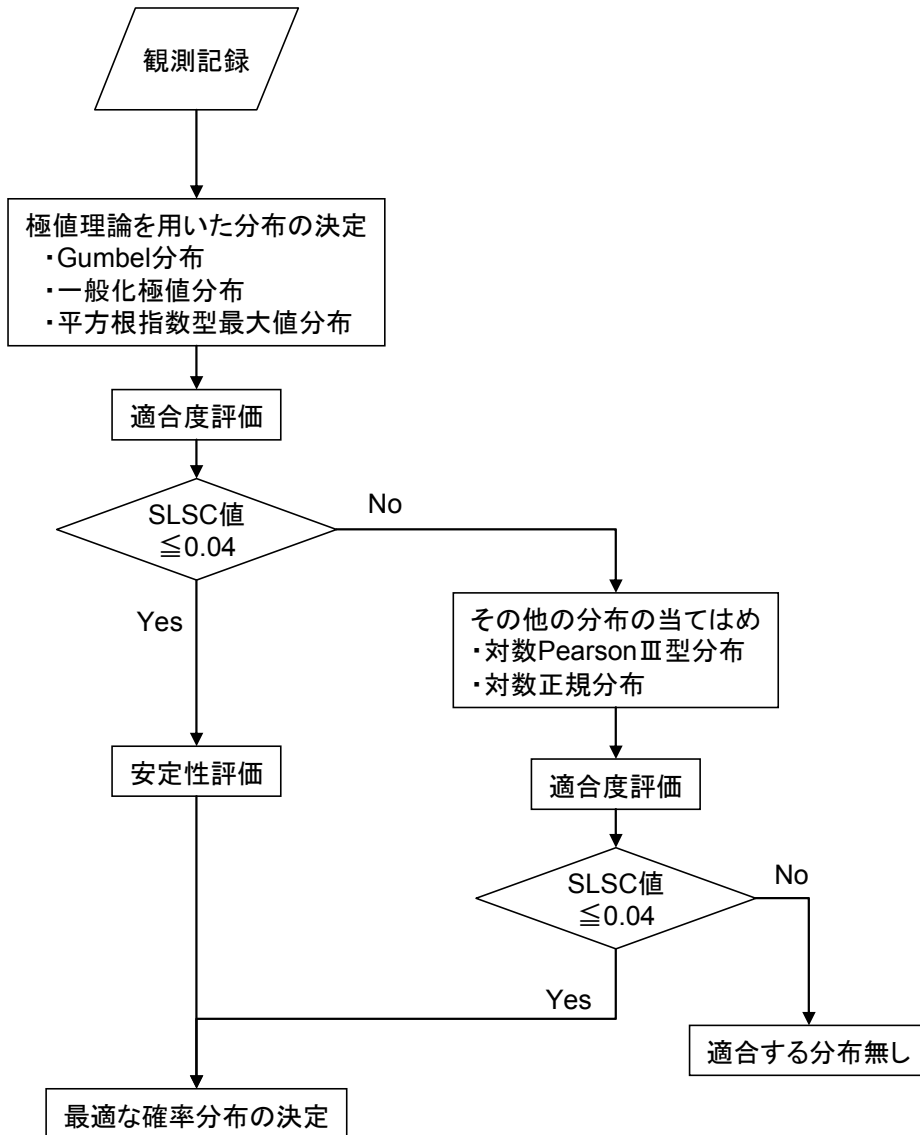 観測記録
極値理論を用いた分布の決定
・Gumbel分布
・一般化極値分布
・平方根指数型最大値分布
適合度評価
SLSC値
≦0.04
No
Yes
その他の分布の当てはめ
・対数PearsonⅢ型分布
・対数正規分布
安定性評価
適合度評価
SLSC値
≦0.04
No
Yes
適合する分布無し
最適な確率分布の決定